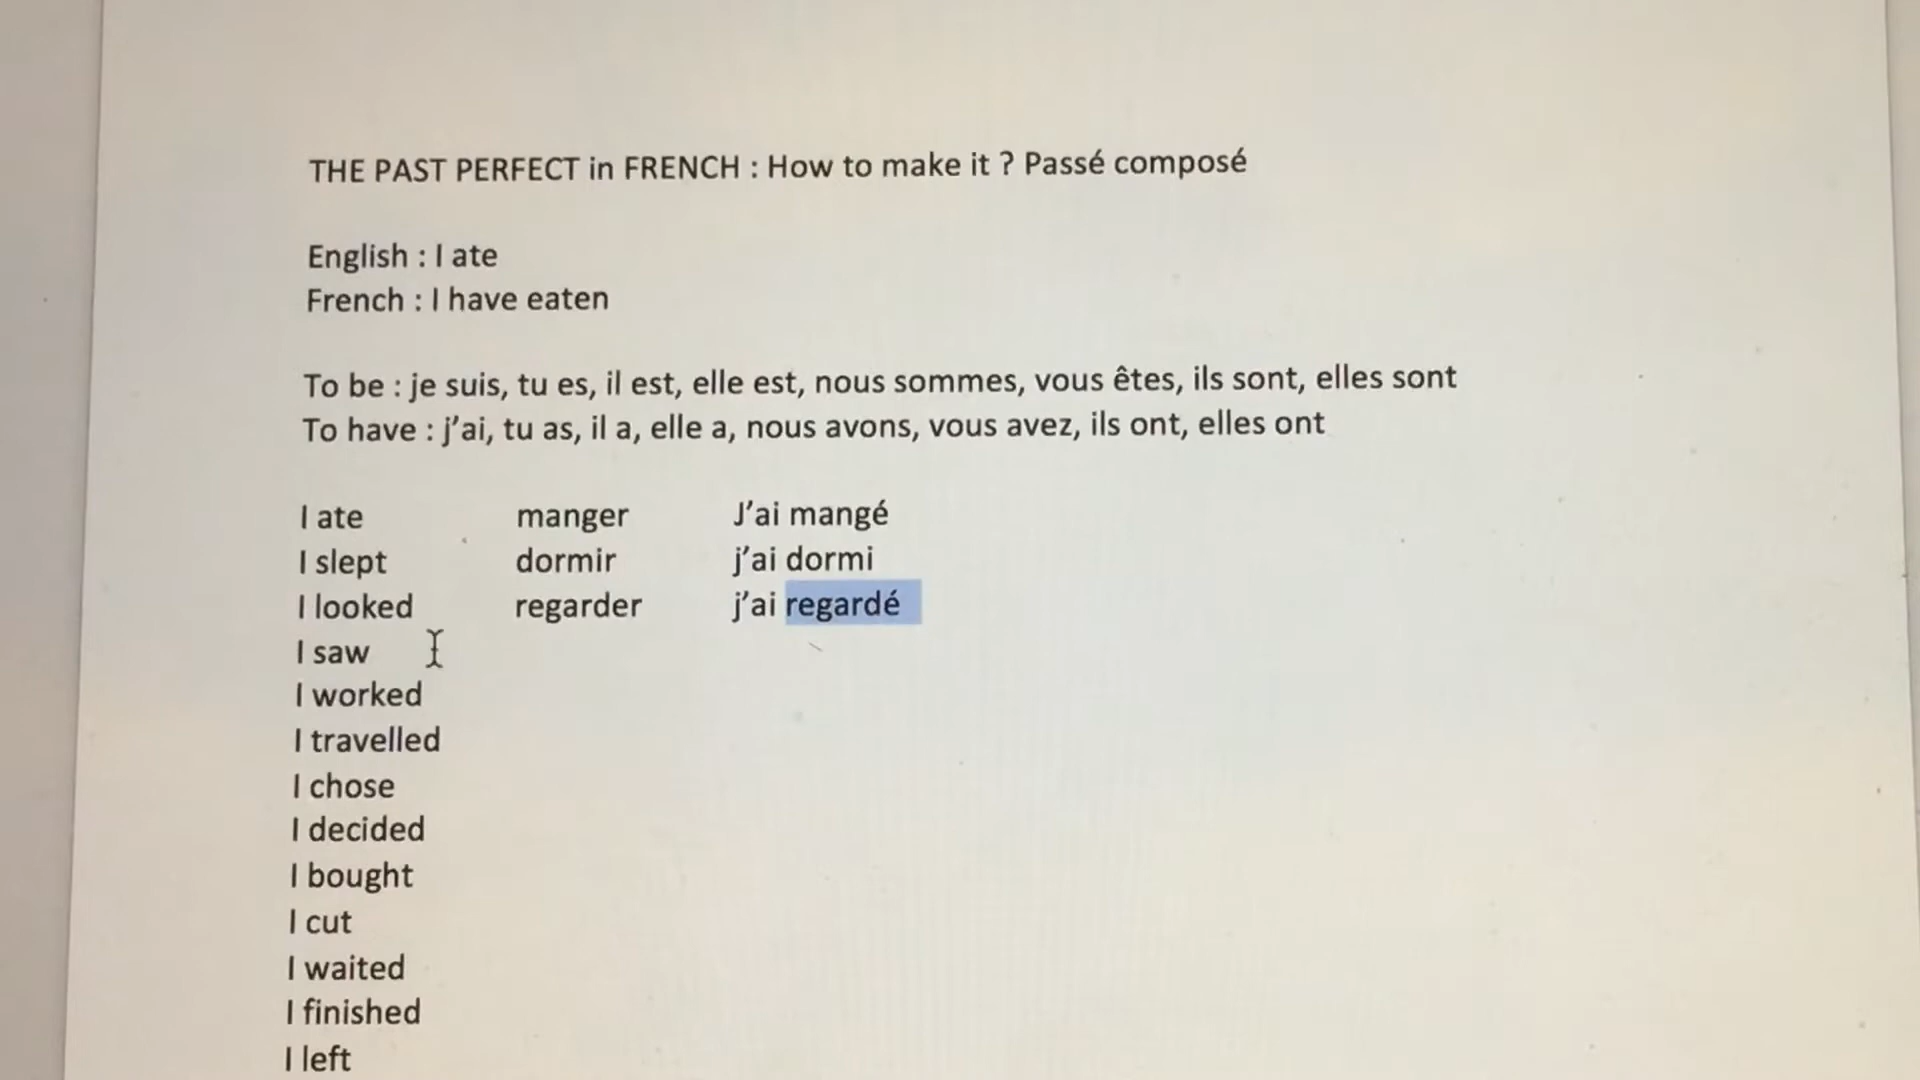 THE PAST PERFECT in FRENCH : How to make it ? Passé composé
English : I ate
French : I have eaten
To be : je suis, tu es, il est, elle est, nous sommes, vous êtes, ils sont, elles sont
To have : j’ai, tu as, il a, elle a, nous avons, vous avez, ils ont, elles ont
I ate manger J’ai mangé
I slept dormir j’ai dormi
I looked regarder j’ai regardé
I saw
I worked
I travelled
I chose
I decided
I bought
I cut
I waited
I finished
I left